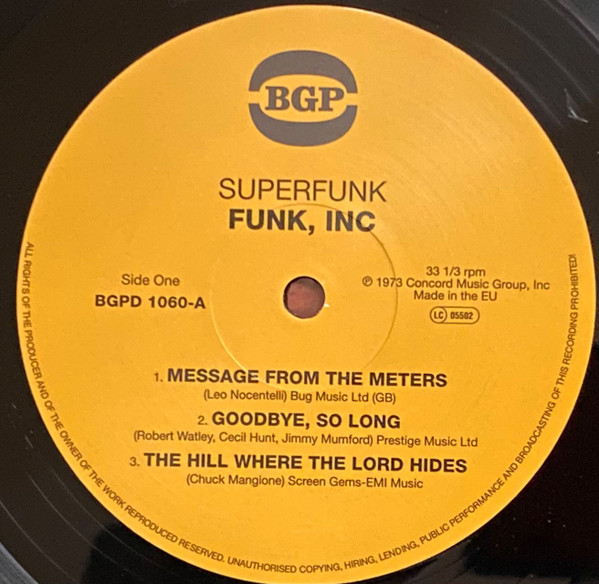 BGP
SUPERFUNK
FUNK, INC
Side One
BGPD 1060-A
33 1/3 rpm
℗ 1973 Concord Music Group, Inc
Made in the EU
LC 05502
1. MESSAGE FROM THE METERS
(Leo Nocentelli) Bug Music Ltd (GB)
2. GOODBYE, SO LONG
(Robert Watley, Cecil Hunt, Jimmy Mumford) Prestige Music Ltd
3. THE HILL WHERE THE LORD HIDES
(Chuck Mangione) Screen Gems-EMI Music
ALL RIGHTS OF THE PRODUCER AND OF THE OWNER OF THE WORK REPRODUCED RESERVED. UNAUTHORISED COPYING, HIRING, LENDING, PUBLIC PERFORMANCE AND BROADCASTING OF THIS RECORDING PROHIBITED!